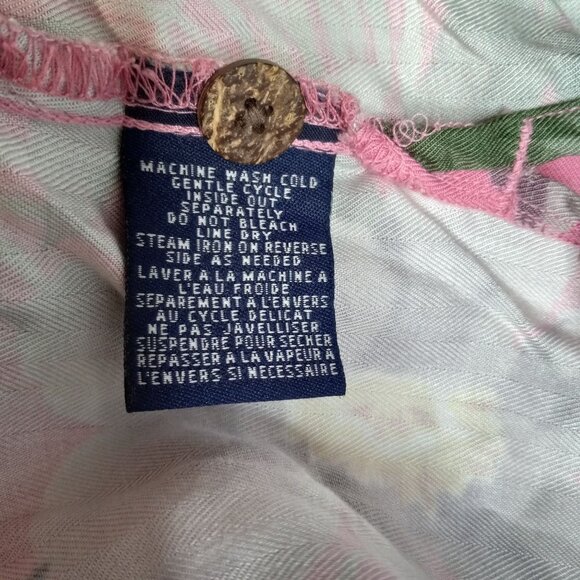 MACHINE WASH COLD
GENTLE CYCLE
INSIDE OUT
SEPARATELY
DO NOT BLEACH
LINE DRY
STEAM IRON ON REVERSE
SIDE AS NEEDED
LAVER A LA MACHINE A
L'EAU FROIDE
SEPAREMENT A L'ENVERS
AU CYCLE DELICAT
NE PAS JAVELLISER
SUSPENDRE POUR SECHER
REPASSER A LA VAPEUR A
L'ENVERS SI NECESSAIRE